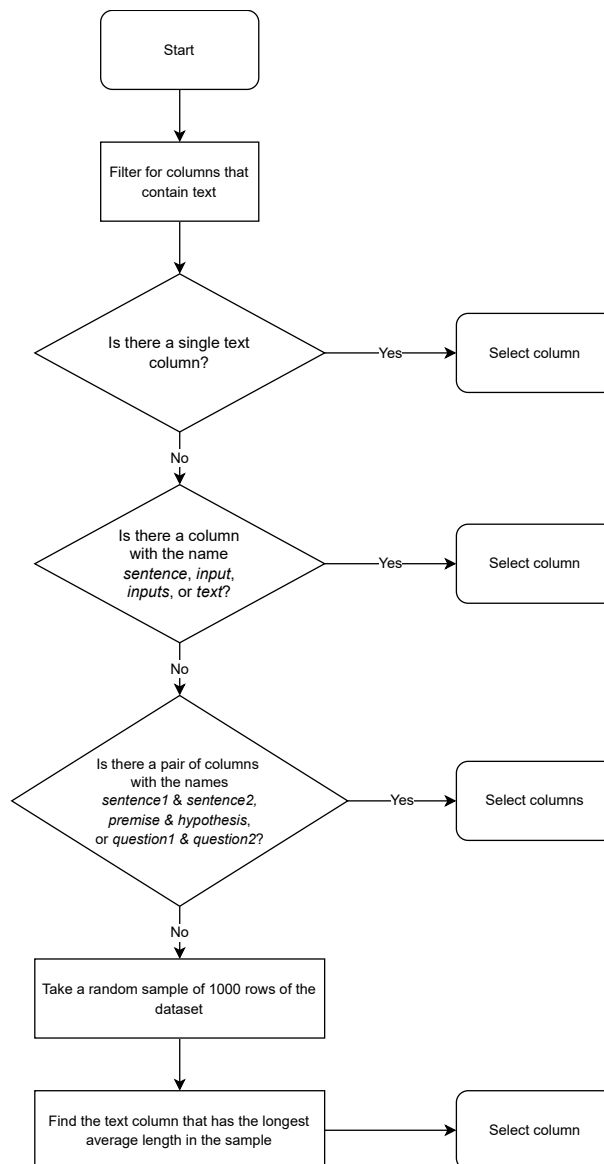 Start
Filter for columns that
contain text
Is there a single text
column?
Yes
Select column
No
Is there a column
with the name
sentence, input,
inputs, or text?
Yes
Select column
No
Is there a pair of columns
with the names
sentence1 & sentence2,
premise & hypothesis,
or question1 & question2?
Yes
Select columns
No
Take a random sample of 1000 rows of the
dataset
Find the text column that has the longest
average length in the sample
Select column